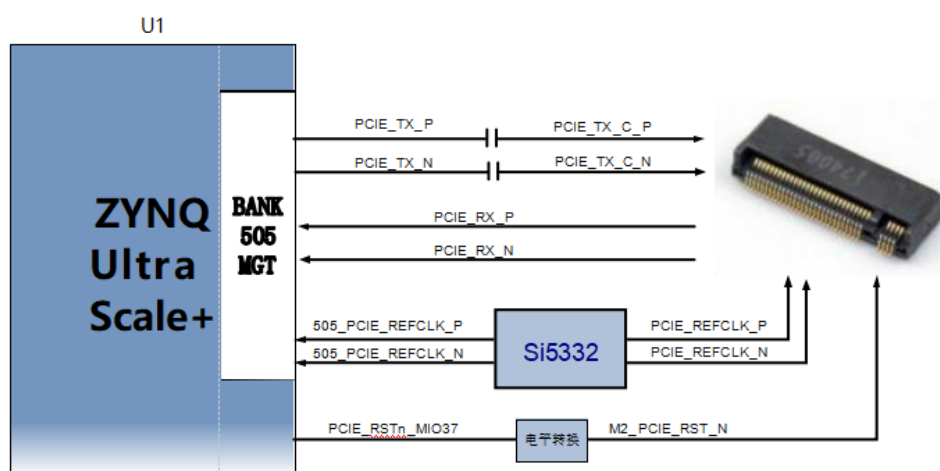 U1
ZYNQ
Ultra
Scale+
BANK
505
MGT
PCIE_TX_P
PCIE_TX_C_P
PCIE_TX_N
PCIE_TX_C_N
PCIE_RX_P
PCIE_RX_N
505_PCIE_REFCLK_P
505_PCIE_REFCLK_N
Si5332
PCIE_REFCLK_P
PCIE_REFCLK_N
PCIE_RSTn_MIO37
电平转换
M2_PCIE_RST_N